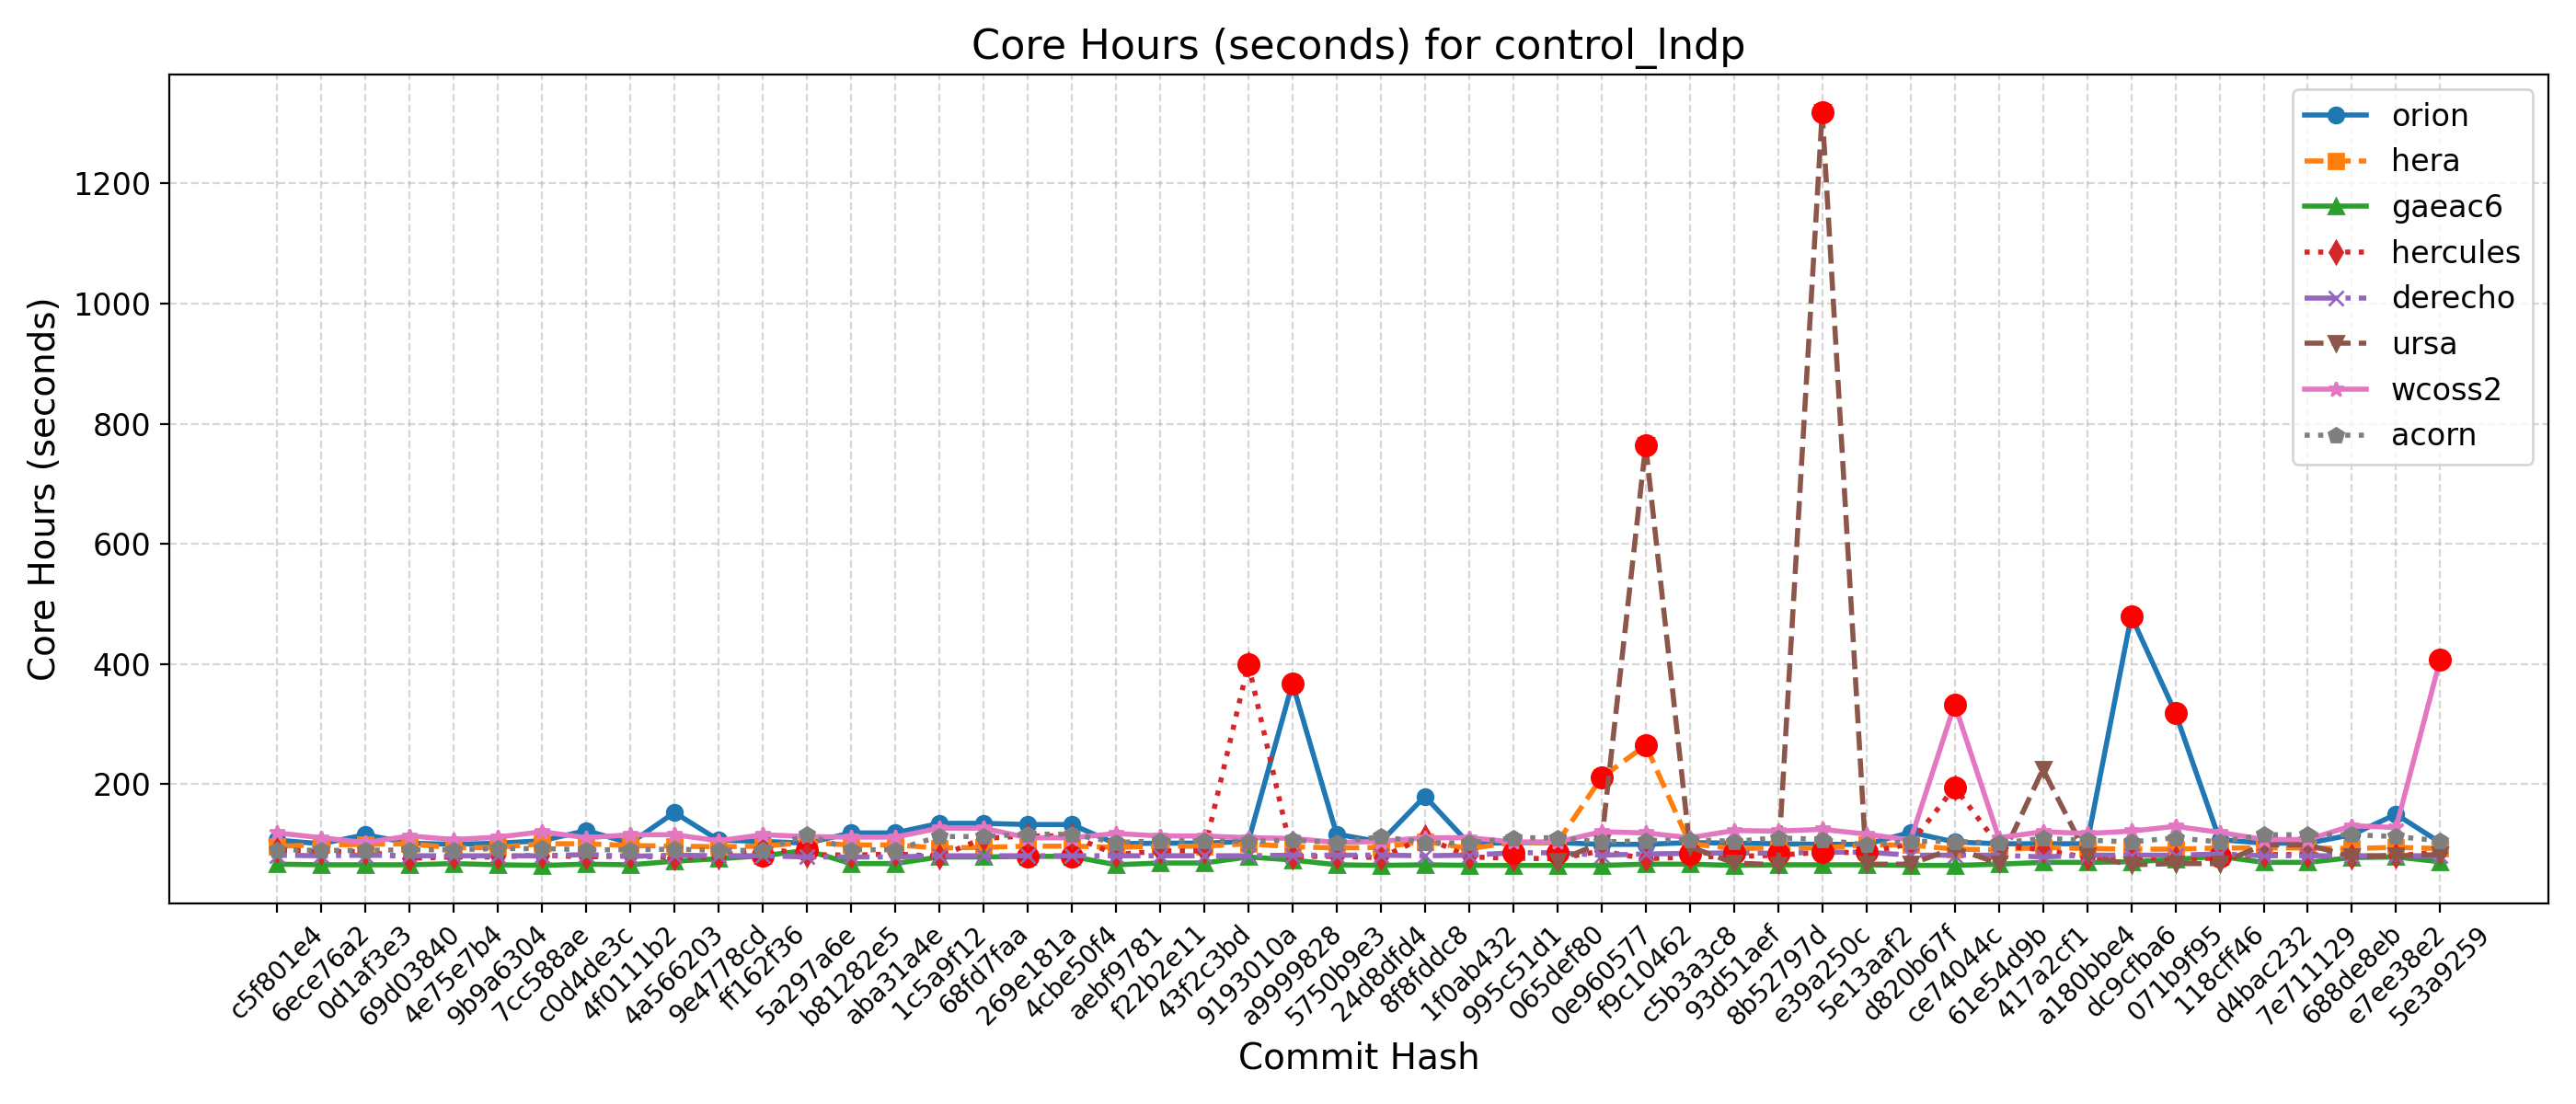 Core Hours (seconds) for control_lndp
Core Hours (seconds)
1200
1000
800
600
400
200
orion
hera
gaeac6
hercules
derecho
ursa
wcoss2
acorn
c5f801e4
6ece76a2
0d1af3e3
69d03840
4e75e7b4
9b9a6304
7cc588ae
c0d4de3c
4f0111b2
4a566203
9e4778cd
ff162f36
5a297a6e
b81282e5
aba31a4e
1c5a9f12
68fd7faa
269e181a
4cbe50f4
aebf9781
f22b2e11
43f2c3bd
9193010a
a9999828
5750b9e3
24d8dfd4
8f8fddc8
1f0ab432
995c51d1
065def80
0e960577
f9c10462
c5b3a3c8
93d51aef
8b52797d
e39a250c
5e13aaf2
d820b67f
ce74044c
61e54d9b
417a2cf1
a180bbe4
dc9cfba6
071b9f95
118cff46
d4bac232
7e711129
688de8eb
e7ee38e2
5e3a9259
Commit Hash